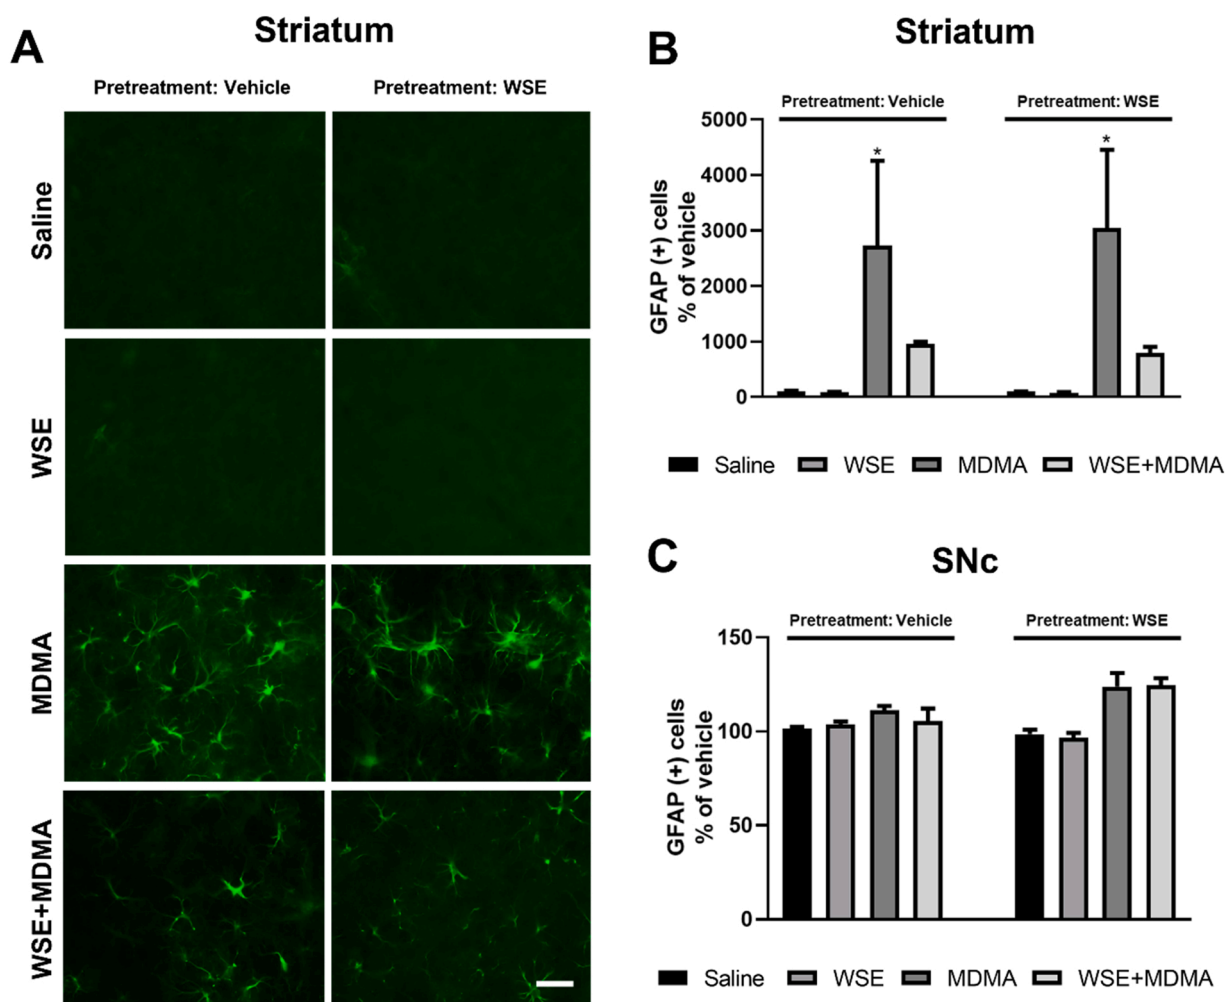 A
Striatum
Pretreatment: Vehicle
Pretreatment: WSE
Saline
WSE
MDMA
WSE+MDMA
B
Striatum
Pretreatment: Vehicle
Pretreatment: WSE
GFAP (+) cells
% of vehicle
5000
4000
3000
2000
1000
0
*
*
Saline WSE MDMA WSE+MDMA
C
SNc
Pretreatment: Vehicle
Pretreatment: WSE
GFAP (+) cells
% of vehicle
150
100
50
0
Saline WSE MDMA WSE+MDMA